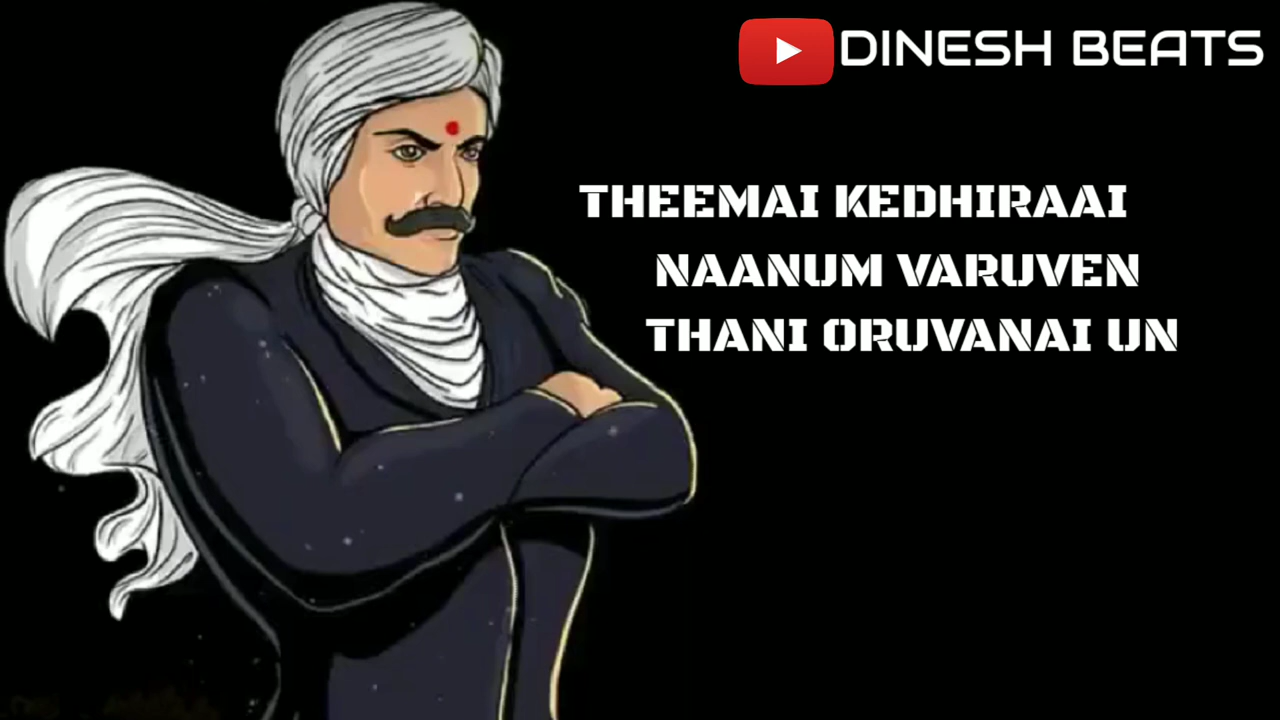 DINESH BEATS
THEEMAI KEDHIRAAI
NAANUM VARUVEN
THANI ORUVANAI UN